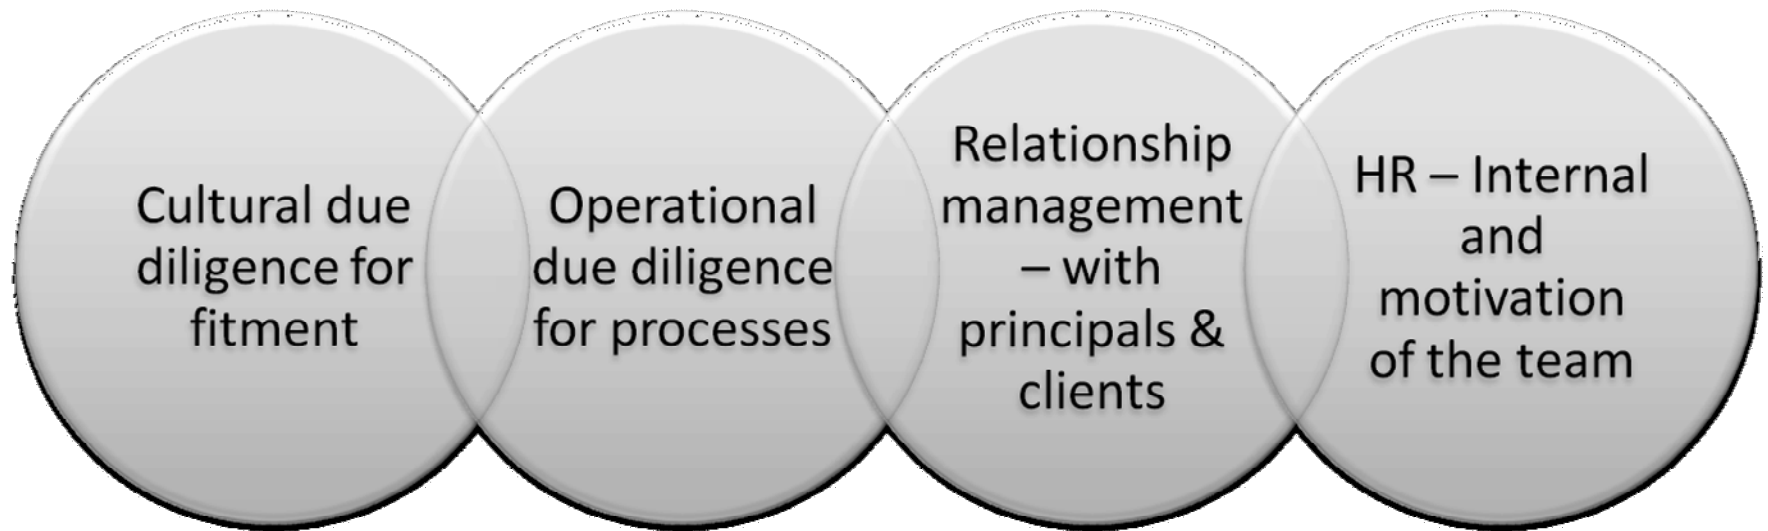 Cultural due
diligence for
fitment
Operational
due diligence
for processes
Relationship
management
– with
principals &
clients
HR – Internal
and
motivation
of the team